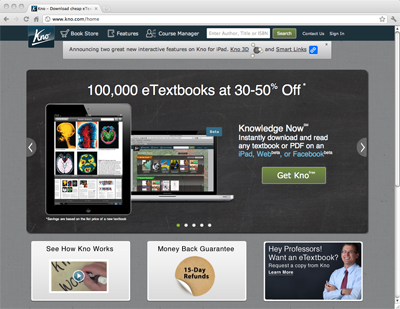 Kno - Download cheap eText
www.kno.com/home
Kno
Book Store
Features
Course Manager
Enter Author, Title or ISBN
Search
Contact Us
Sign In
Announcing two great new interactive features on Kno for iPad. Kno 3D and Smart Links
100,000 eTextbooks at 30-50% Off*
Beta
Knowledge Now™
Instantly download and read
any textbook or PDF on an
iPad, Web beta, or Facebook beta.
Get Kno™
*Savings are based on the list price of a new textbook
See How Kno Works
Money Back Guarantee
15-Day
Refunds
Hey Professors!
Want an eTextbook?
Request a copy from Kno
Learn More